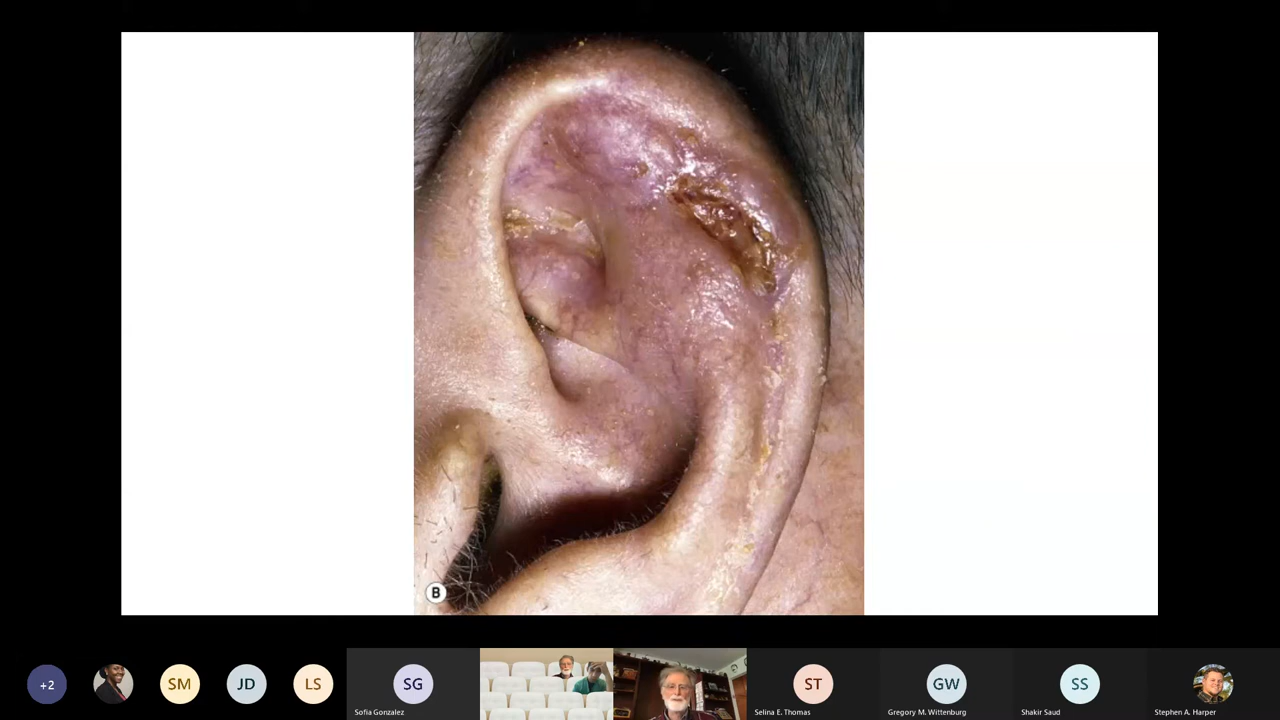 B
+2
SM
JD
LS
SG
Sofia Gonzalez
ST
Selina E. Thomas
GW
Gregory M. Wittenburg
SS
Shakir Saud
Stephen A. Harper